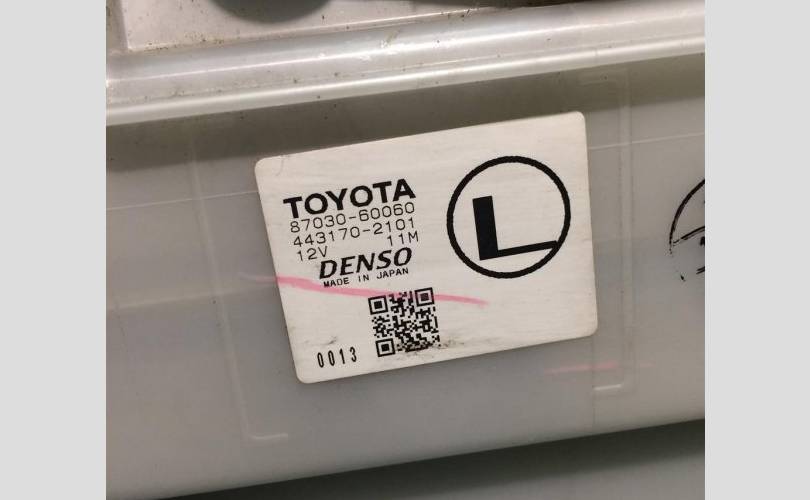 TOYOTA
87030-60060
443170-2101
12V 11M
DENSO
MADE IN JAPAN
0013
L